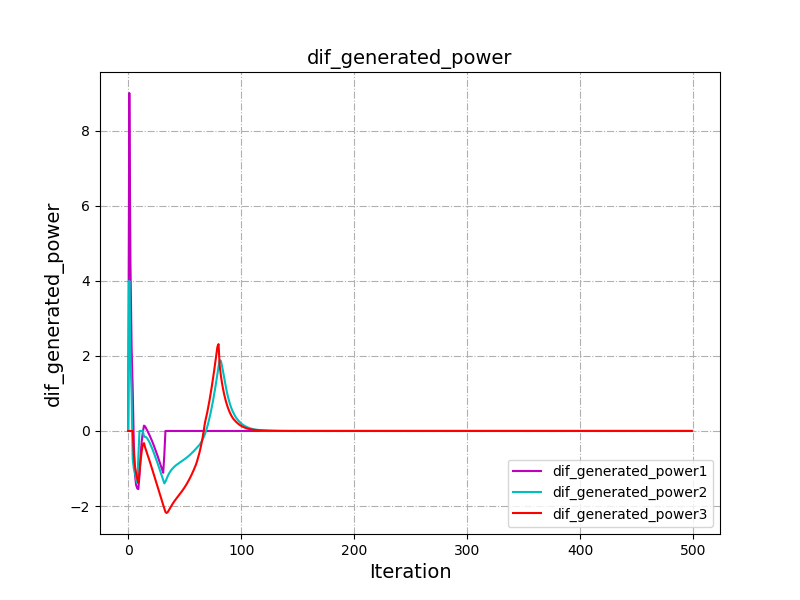 dif_generated_power
dif_generated_power
8
6
4
2
0
−2
0
100
200
300
400
500
Iteration
dif_generated_power1
dif_generated_power2
dif_generated_power3